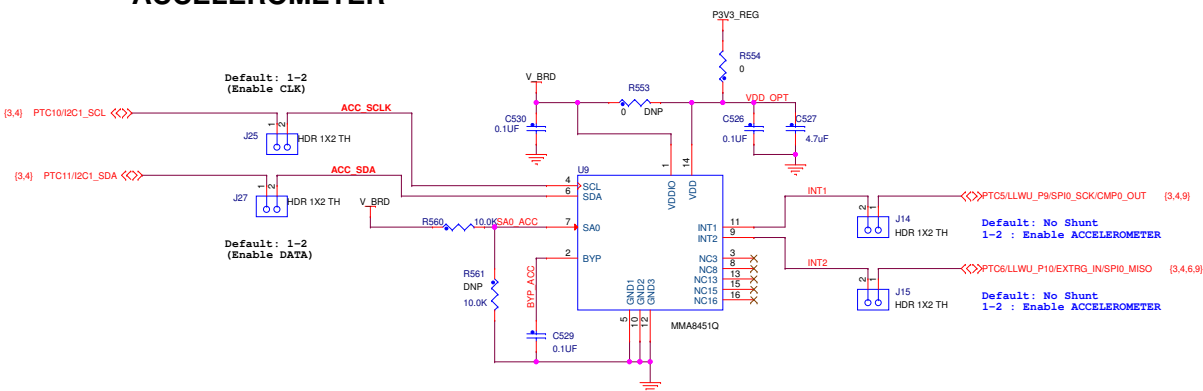 ACCELEROMETER
P3V3_REG
R554
0
V_BRD
R553
0 DNP
VDD_OPT
C530
0.1UF
C526
0.1UF
C527
4.7uF
Default: 1-2
(Enable CLK)
{3,4} PTC10/I2C1_SCL
ACC_SCLK
1
2
J25
HDR 1X2 TH
{3,4} PTC11/I2C1_SDA
ACC_SDA
1
2
J27
HDR 1X2 TH
Default: 1-2
(Enable DATA)
V_BRD
R560
10.0K
SA0_ACC
R561
DNP
10.0K
BYP_ACC
C529
0.1UF
U9
1
14
VDDIO
VDD
4 SCL
6 SDA
7 SA0
2 BYP
INT1 11
INT2 9
NC3 3
NC8 8
NC13 13
NC15 15
NC16 16
GND1
GND2
GND3
5
10
12
MMA8451Q
INT1
2
1
J14
HDR 1X2 TH
PTC5/LLWU_P9/SPI0_SCK/CMP0_OUT {3,4,9}
Default: No Shunt
1-2 : Enable ACCELEROMETER
INT2
2
1
J15
HDR 1X2 TH
PTC6/LLWU_P10/EXTRG_IN/SPI0_MISO {3,4,6,9}
Default: No Shunt
1-2 : Enable ACCELEROMETER